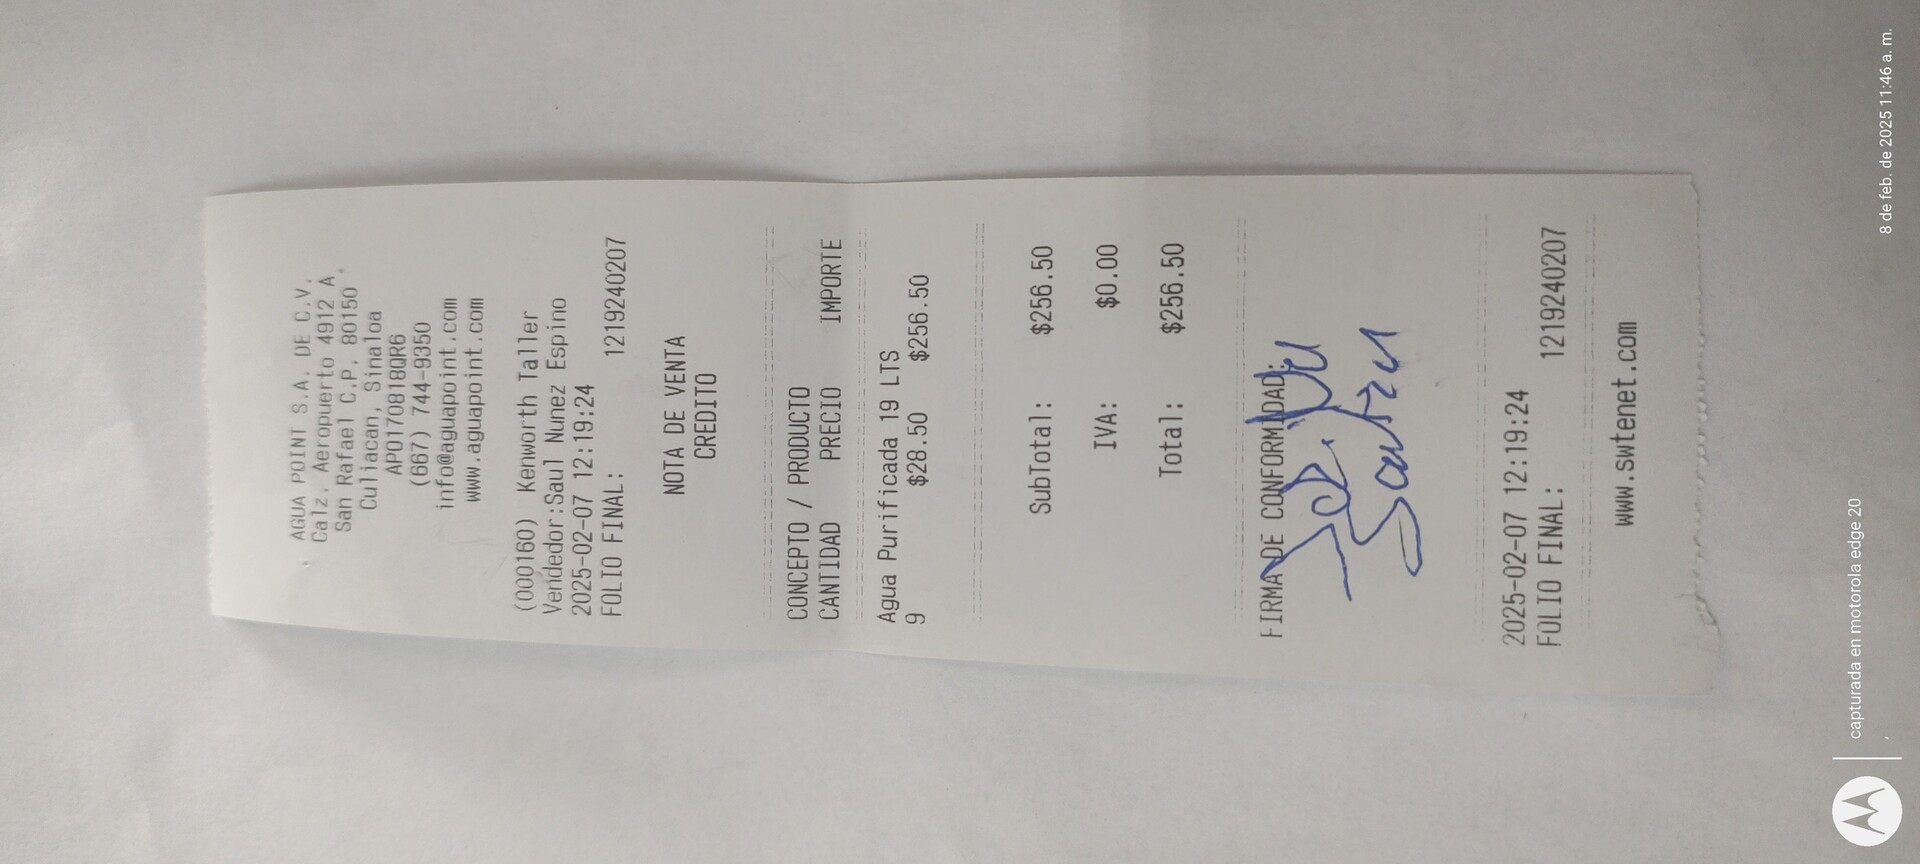 AGUA POINT S.A. DE C.V.
Calz. Aeropuerto 4912 A
San Rafael C.P. 80150
Culiacan, Sinaloa
APO170818QR6
(667) 744-9350
info@aguapoint.com
www.aguapoint.com
(000160) Kenworth Taller
Vendedor:Saul Nunez Espino
2025-02-07 12:19:24
FOLIO FINAL: 1219240207
NOTA DE VENTA
CREDITO
CONCEPTO / PRODUCTO
CANTIDAD PRECIO IMPORTE
Agua Purificada 19 LTS
9 $28.50 $256.50
SubTotal: $256.50
IVA: $0.00
Total: $256.50
FIRMA DE CONFORMIDAD:
2025-02-07 12:19:24
FOLIO FINAL: 1219240207
www.swtenet.com
capturada en motorola edge 20
8 de feb. de 2025 11:46 a. m.